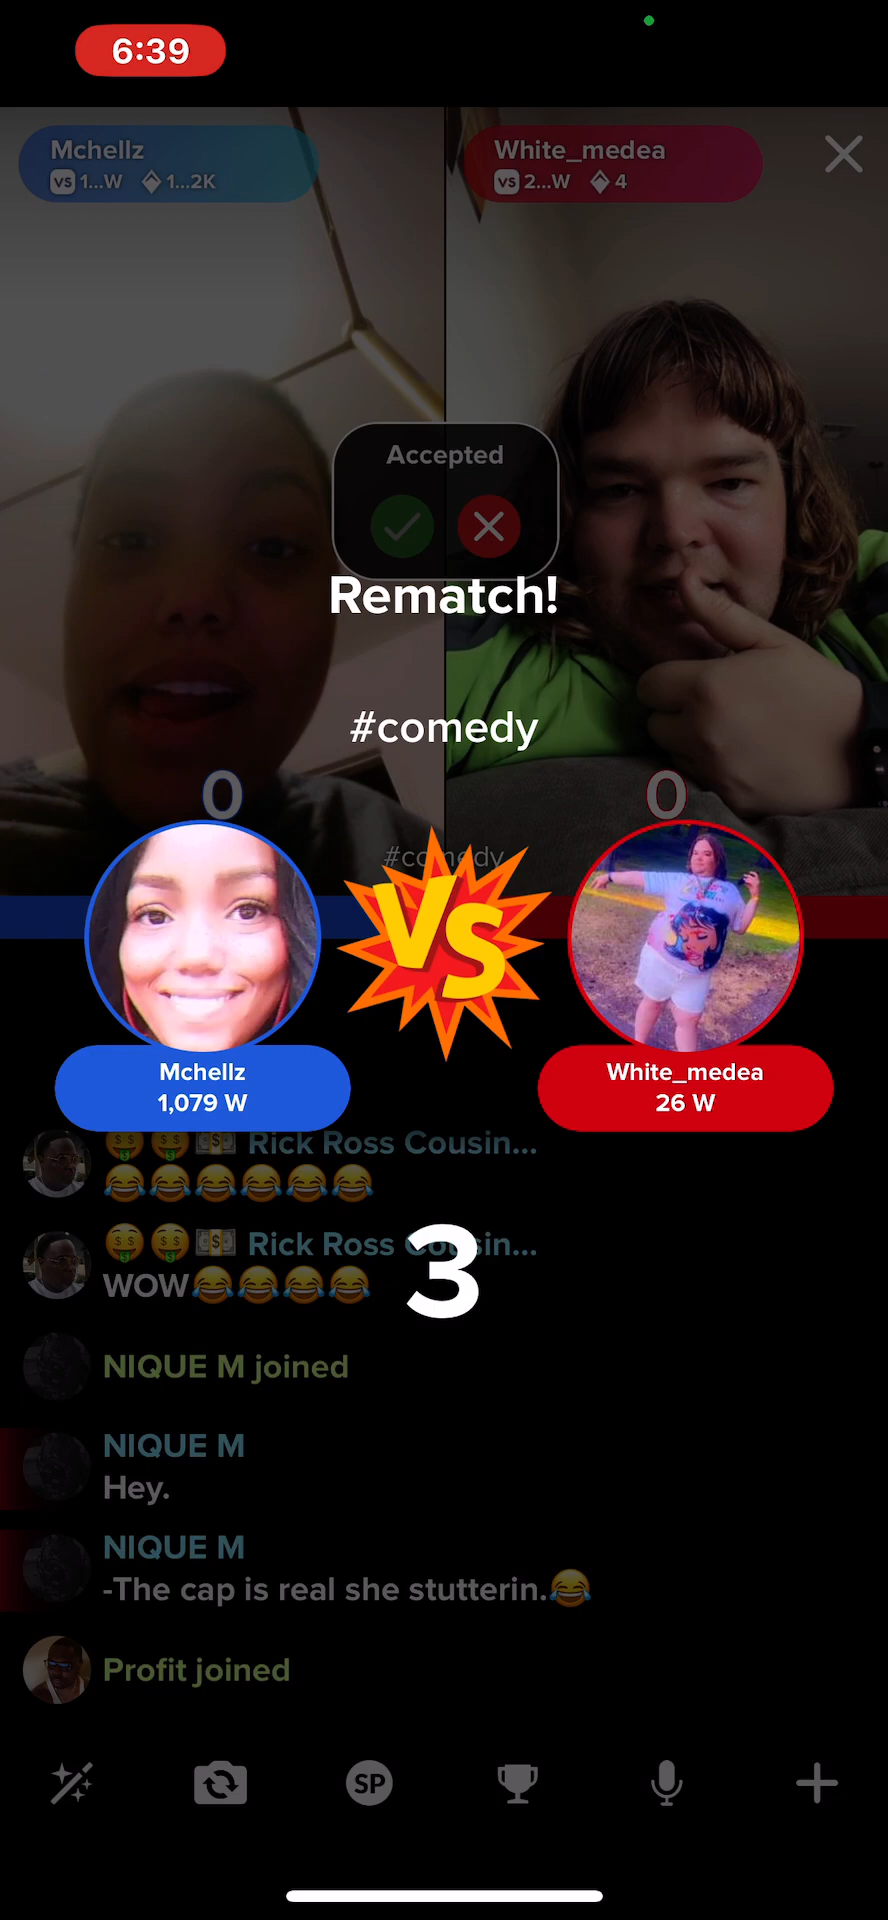 6:39
Mchellz
VS 1...W 1...2K
White_medea
VS 2...W 4
Accepted
Rematch!
#comedy
0
0
#comedy
VS
Mchellz
1,079 W
White_medea
26 W
Rick Ross Cousin...
3
Rick Ross Cousin...
WOW
NIQUE M joined
NIQUE M
Hey.
NIQUE M
-The cap is real she stutterin.😂
Profit joined
SP